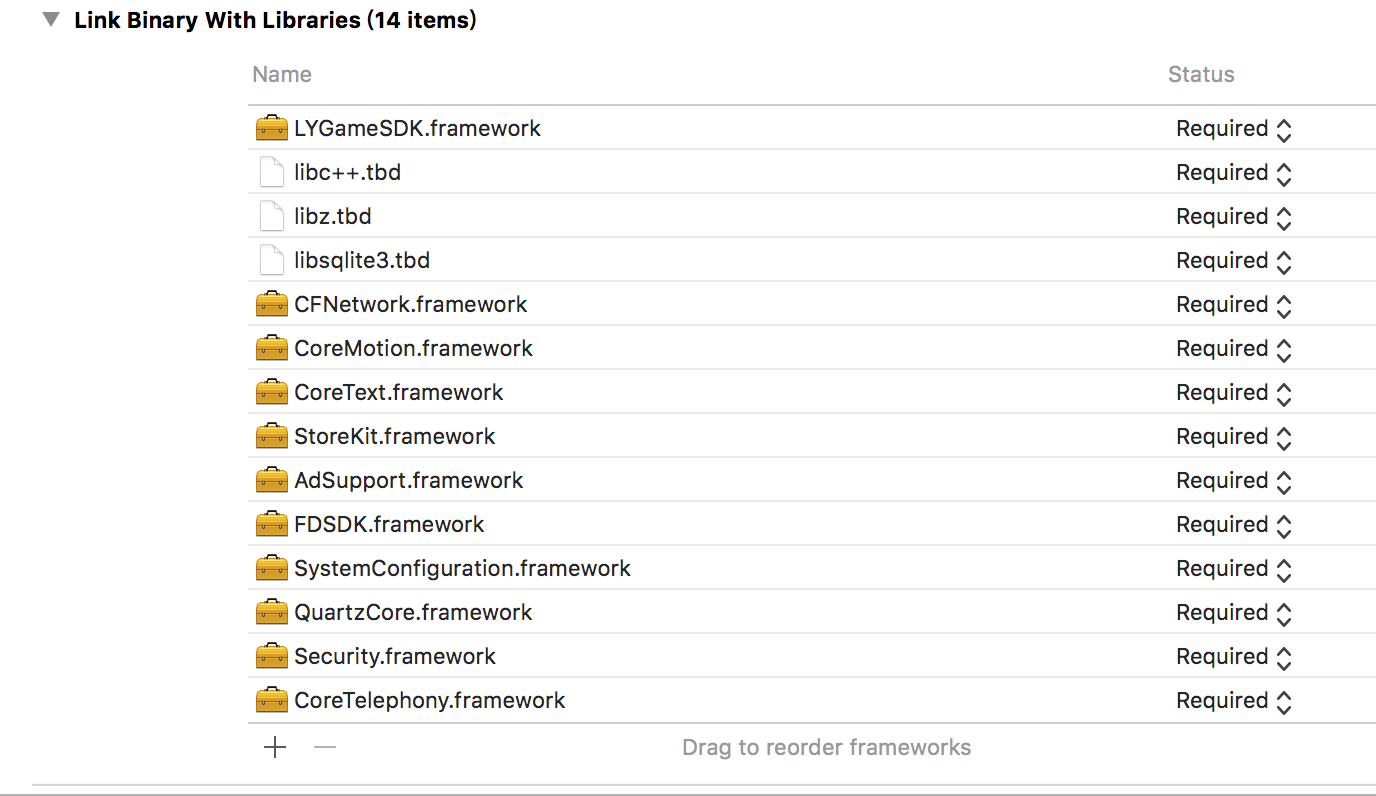 Link Binary With Libraries (14 items)
Name Status
LYGameSDK.framework Required
libc++.tbd Required
libz.tbd Required
libsqlite3.tbd Required
CFNetwork.framework Required
CoreMotion.framework Required
CoreText.framework Required
StoreKit.framework Required
AdSupport.framework Required
FDSDK.framework Required
SystemConfiguration.framework Required
QuartzCore.framework Required
Security.framework Required
CoreTelephony.framework Required
Drag to reorder frameworks